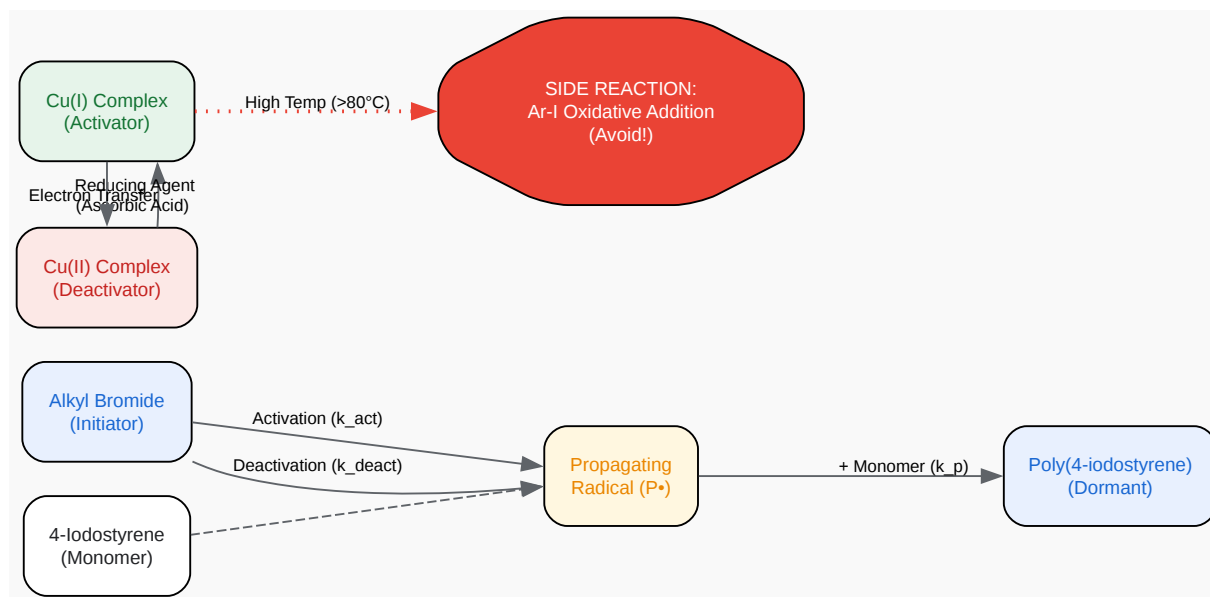 SIDE REACTION:
Ar-I Oxidative Addition
(Avoid!)
Cu(I) Complex
(Activator)
High Temp (>80°C)
Electron Transfer
Reducing Agent
(Ascorbic Acid)
Cu(II) Complex
(Deactivator)
Alkyl Bromide
(Initiator)
Activation (k_act)
Deactivation (k_deact)
Propagating
Radical (P•)
+ Monomer (k_p)
Poly(4-iodostyrene)
(Dormant)
4-Iodostyrene
(Monomer)